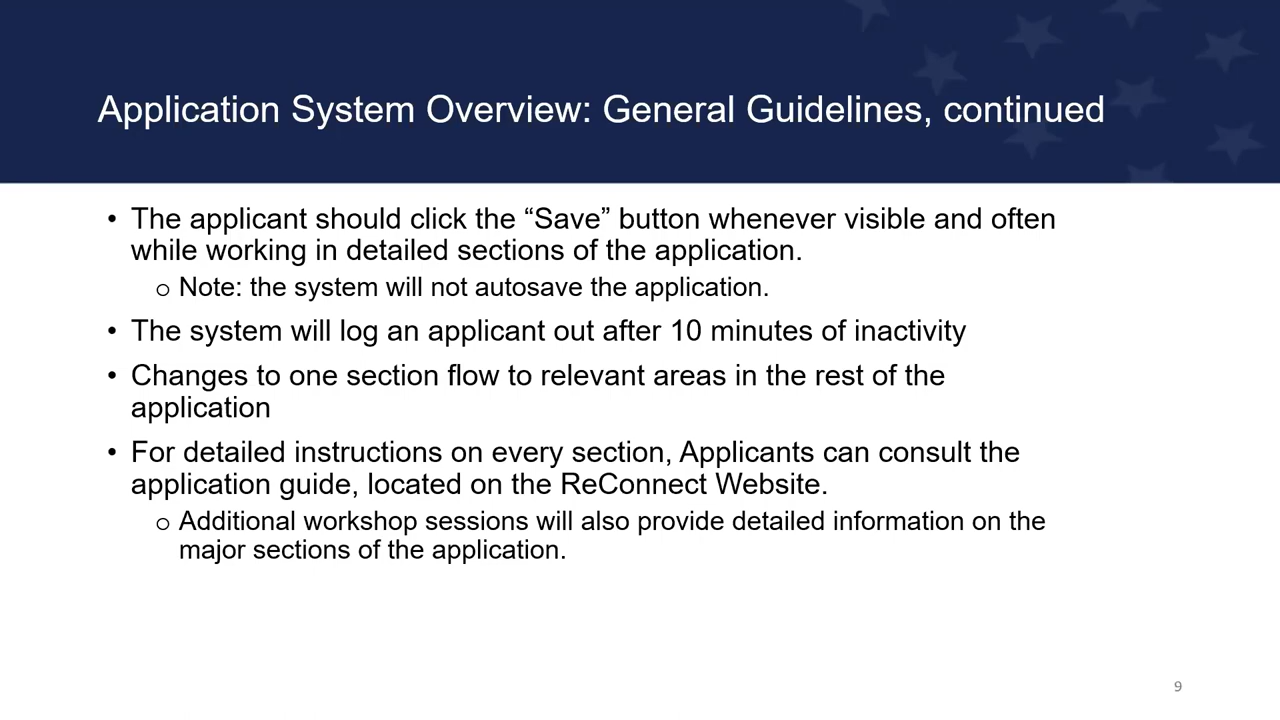 Application System Overview: General Guidelines, continued
• The applicant should click the “Save” button whenever visible and often
while working in detailed sections of the application.
o Note: the system will not autosave the application.
• The system will log an applicant out after 10 minutes of inactivity
• Changes to one section flow to relevant areas in the rest of the
application
• For detailed instructions on every section, Applicants can consult the
application guide, located on the ReConnect Website.
o Additional workshop sessions will also provide detailed information on the
major sections of the application.
9